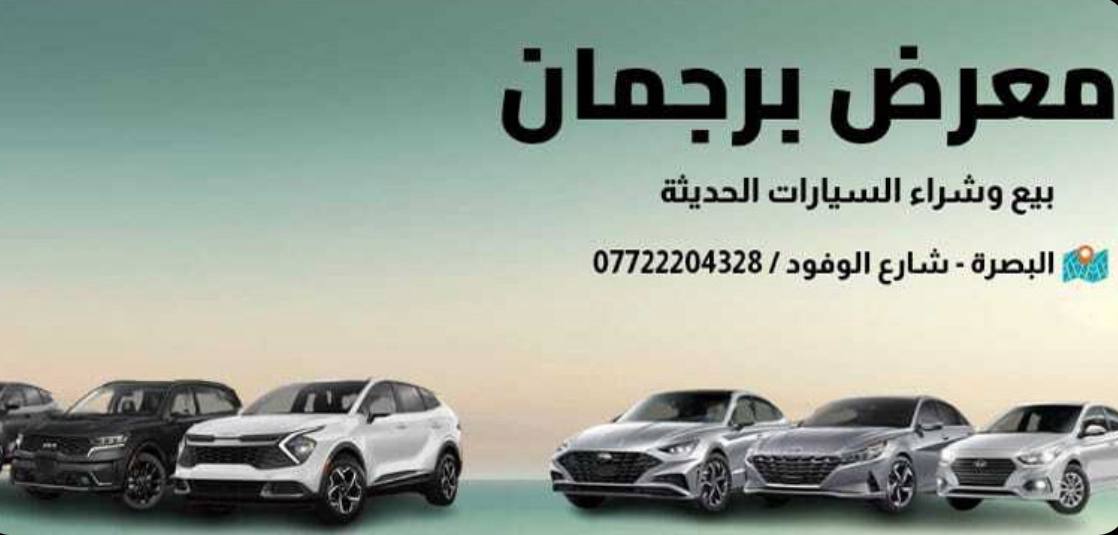 معرض برجمان
بيع وشراء السيارات الحديثة
البصرة - شارع الوفود / 07722204328